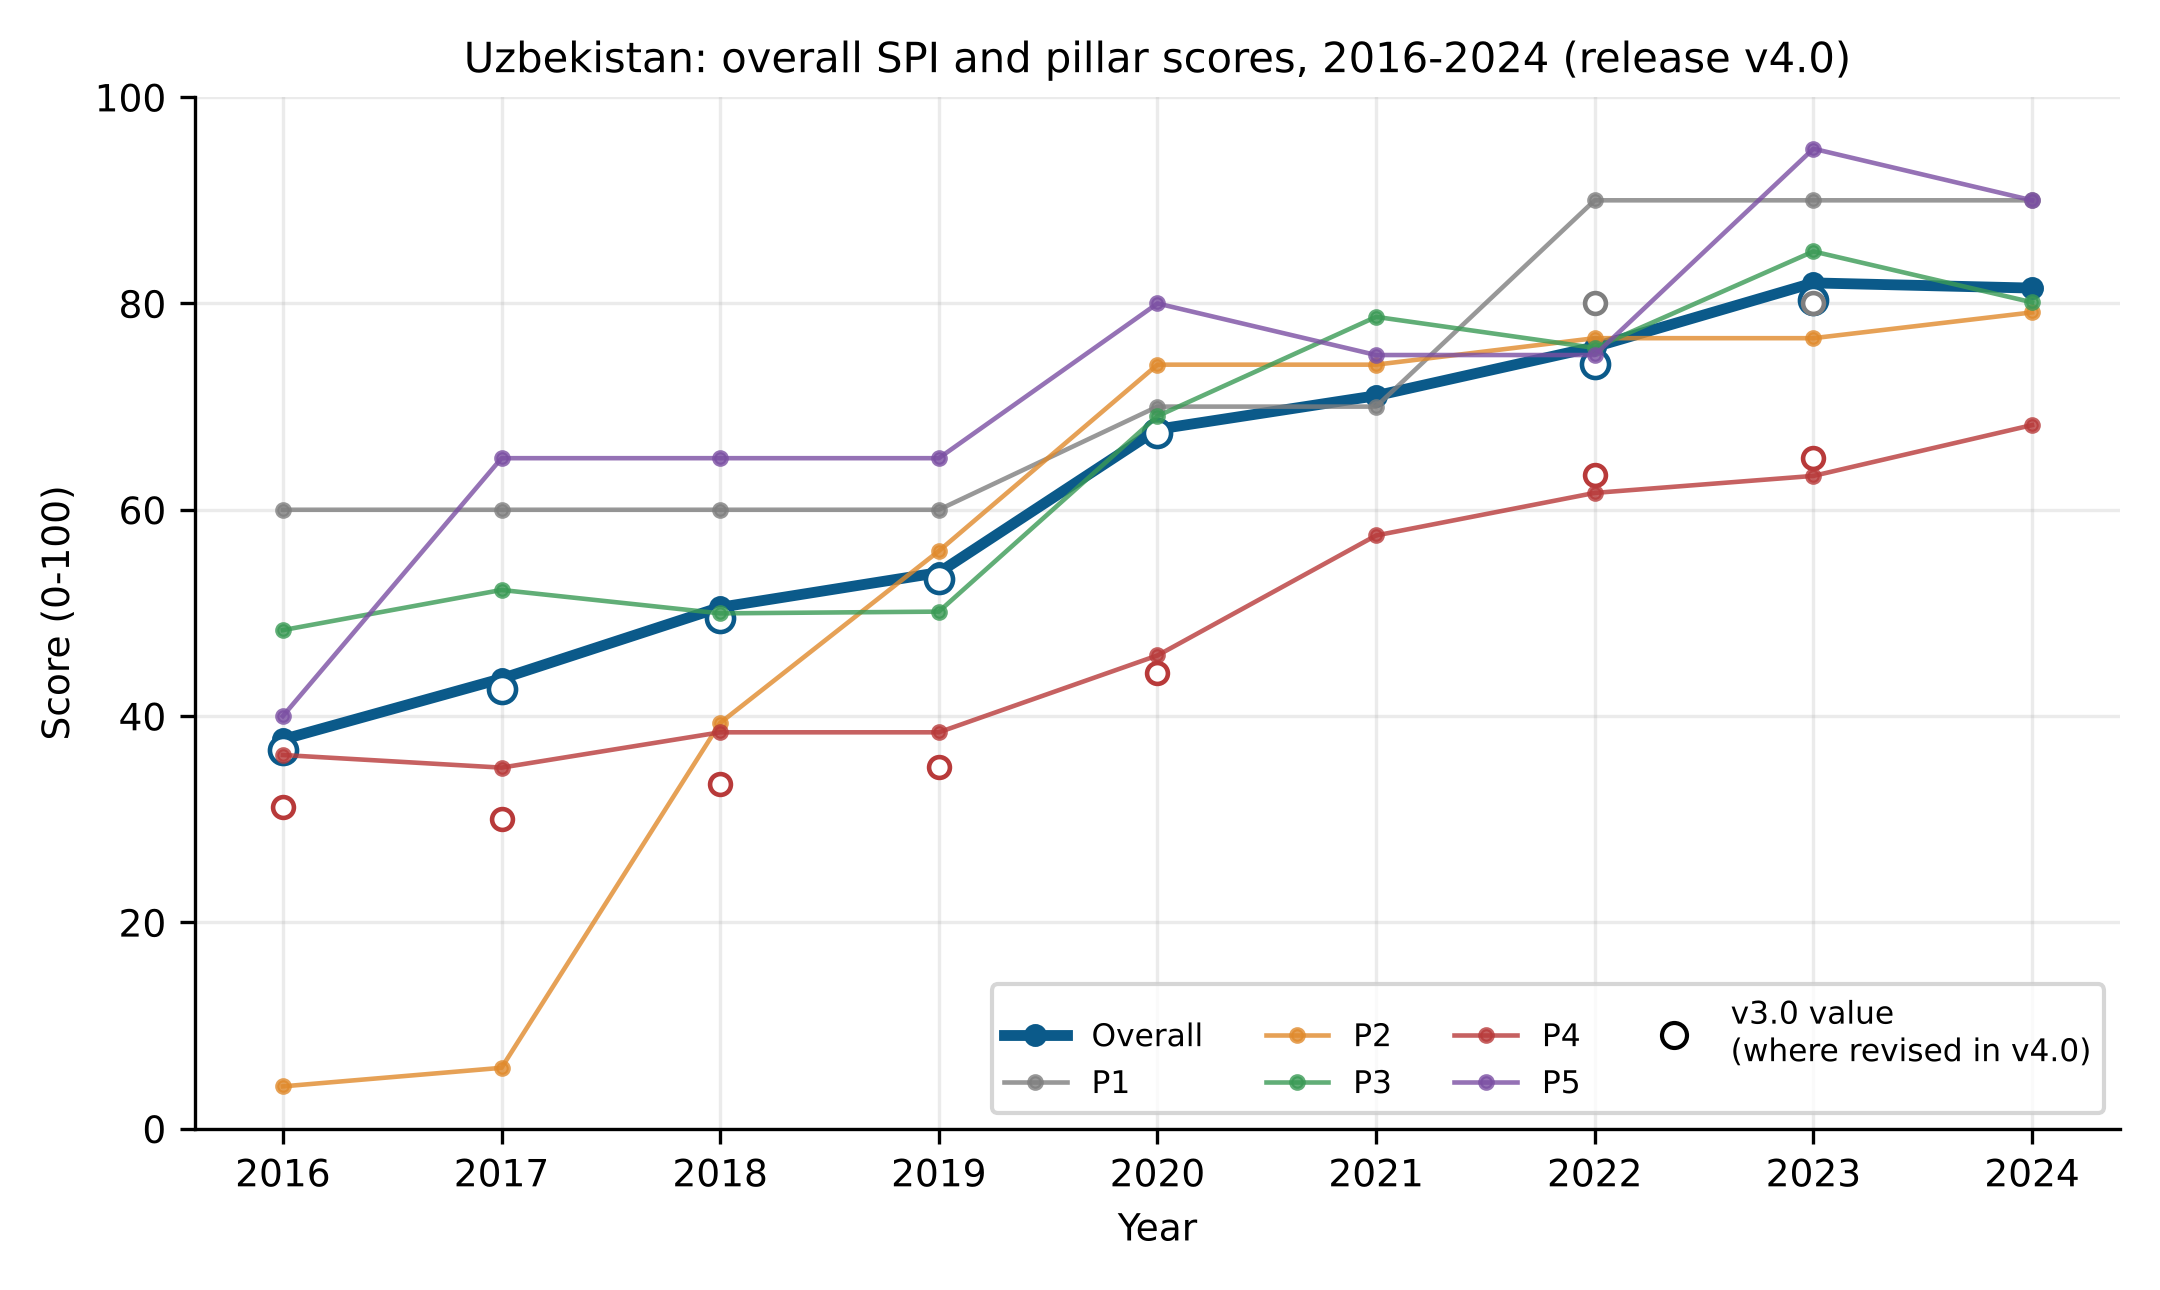 Uzbekistan: overall SPI and pillar scores, 2016-2024 (release v4.0)
100
80
60
40
20
0
Score (0-100)
2016 2017 2018 2019 2020 2021 2022 2023 2024
Year
Overall P2 P4 v3.0 value
(where revised in v4.0)
P1 P3 P5